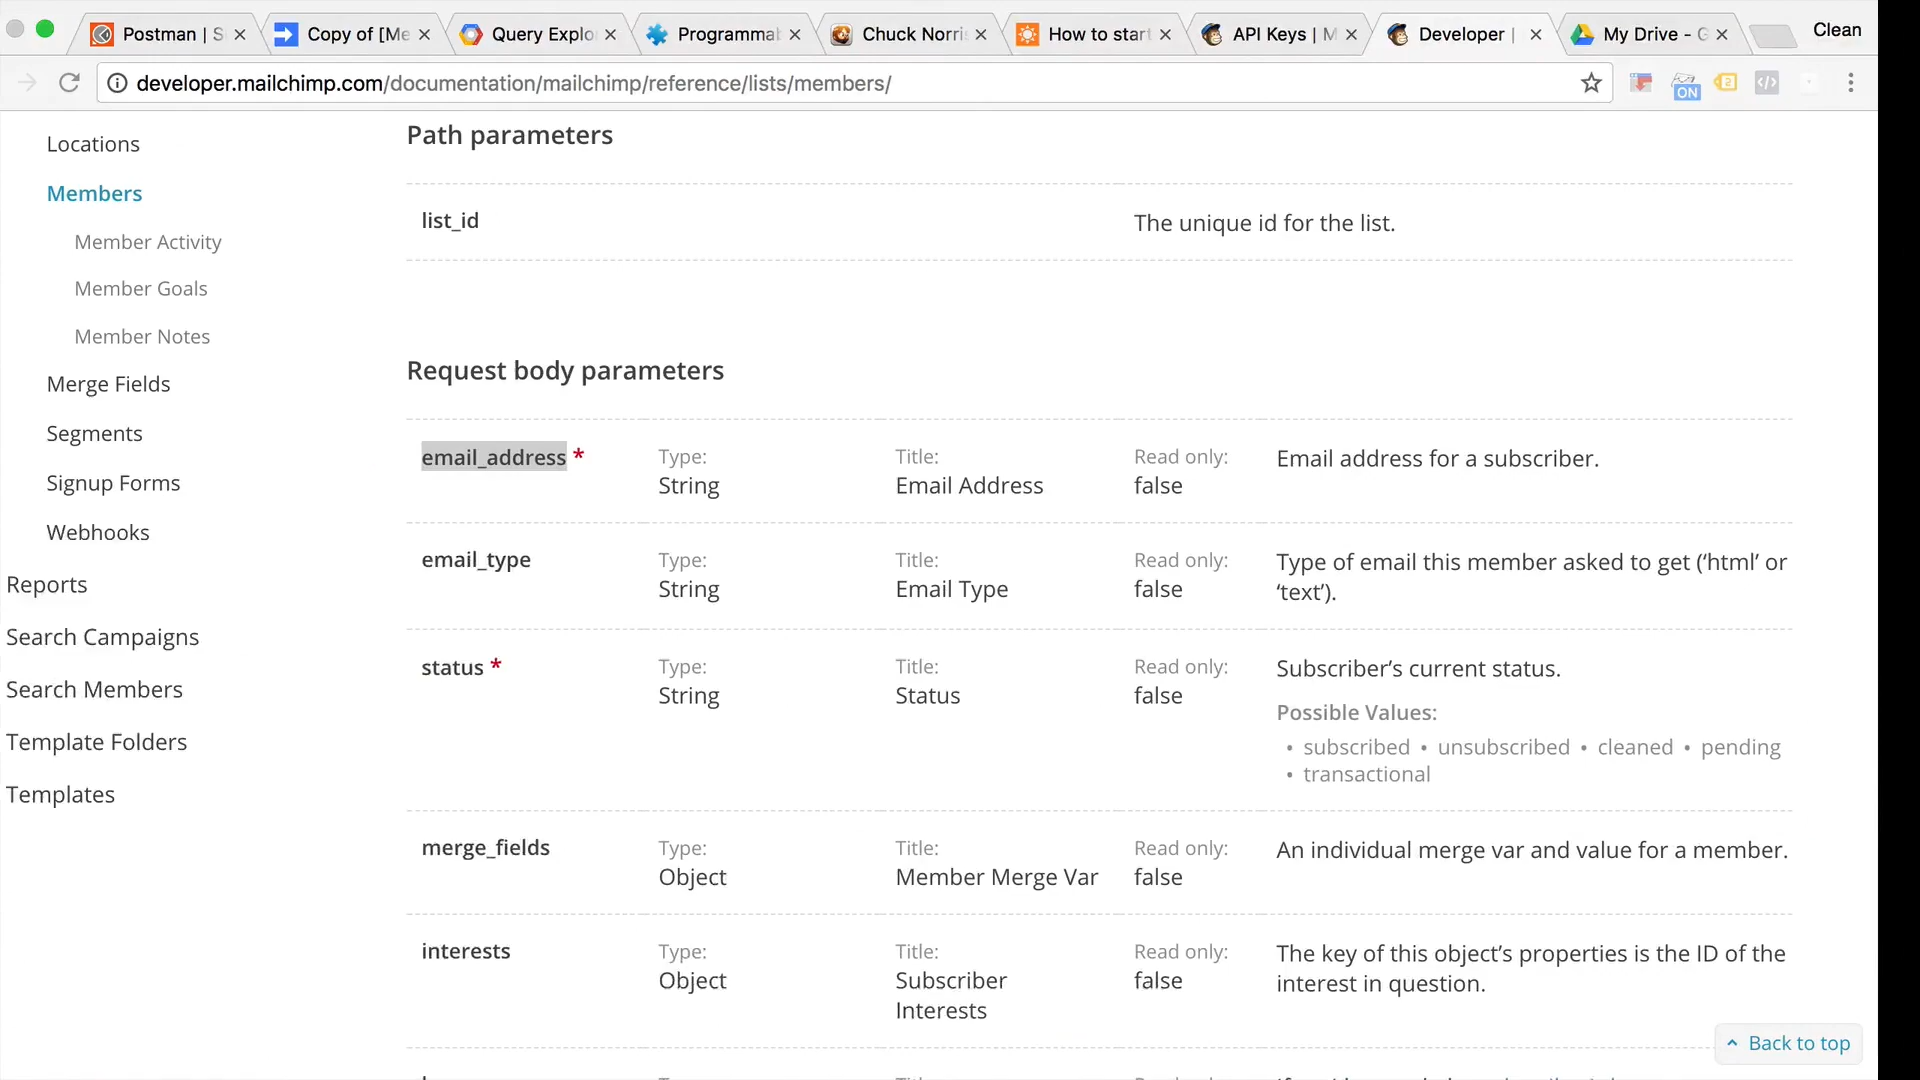 Postman | S
Copy of [Me
Query Explo
Programma
Chuck Norri
How to start
API Keys | M
Developer |
My Drive - G
Clean
developer.mailchimp.com/documentation/mailchimp/reference/lists/members/
ON
2
Locations
Members
Member Activity
Member Goals
Member Notes
Merge Fields
Segments
Signup Forms
Webhooks
Reports
Search Campaigns
Search Members
Template Folders
Templates
Path parameters
list_id
The unique id for the list.
Request body parameters
email_address *
Type:
String
Title:
Email Address
Read only:
false
Email address for a subscriber.
email_type
Type:
String
Title:
Email Type
Read only:
false
Type of email this member asked to get (‘html’ or
‘text’).
status *
Type:
String
Title:
Status
Read only:
false
Subscriber’s current status.
Possible Values:
• subscribed • unsubscribed • cleaned • pending
• transactional
merge_fields
Type:
Object
Title:
Member Merge Var
Read only:
false
An individual merge var and value for a member.
interests
Type:
Object
Title:
Subscriber
Interests
Read only:
false
The key of this object’s properties is the ID of the
interest in question.
Back to top